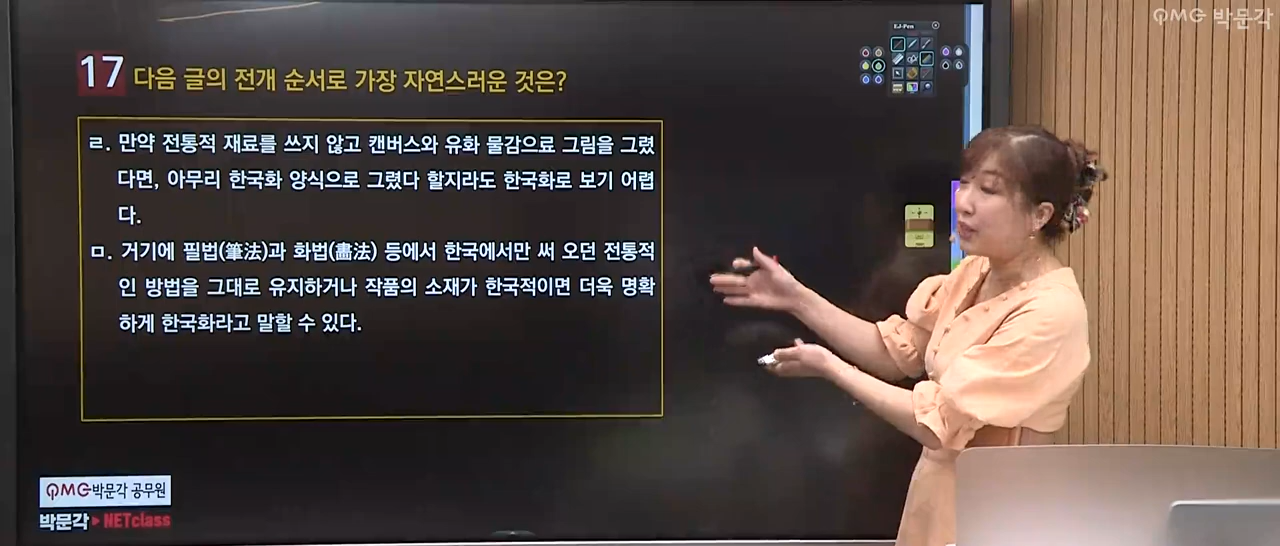 QMG 박문각
EJ-Pen
17 다음 글의 전개 순서로 가장 자연스러운 것은?
ㄹ. 만약 전통적 재료를 쓰지 않고 캔버스와 유화 물감으로 그림을 그렸
다면, 아무리 한국화 양식으로 그렸다 할지라도 한국화로 보기 어렵
다.
ㅁ. 거기에 필법(筆法)과 화법(畵法) 등에서 한국에서만 써 오던 전통적
인 방법을 그대로 유지하거나 작품의 소재가 한국적이면 더욱 명확
하게 한국화라고 말할 수 있다.
QMG 박문각 공무원
박문각 ▶ NETclass